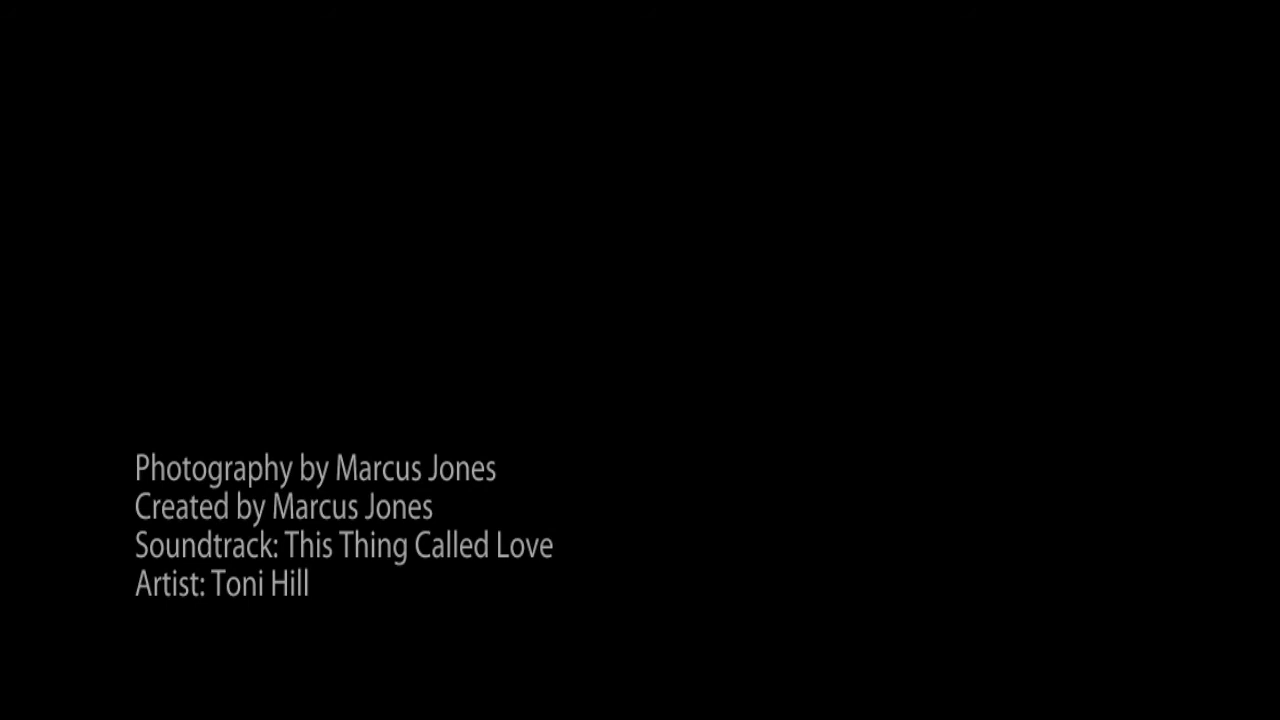 Photography by Marcus Jones
Created by Marcus Jones
Soundtrack: This Thing Called Love
Artist: Toni Hill